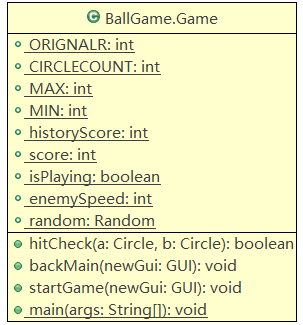 C BallGame.Game
ORIGNALR: int
CIRCLECOUNT: int
MAX: int
MIN: int
historyScore: int
score: int
isPlaying: boolean
enemySpeed: int
random: Random
hitCheck(a: Circle, b: Circle): boolean
backMain(newGui: GUI): void
startGame(newGui: GUI): void
main(args: String[]): void